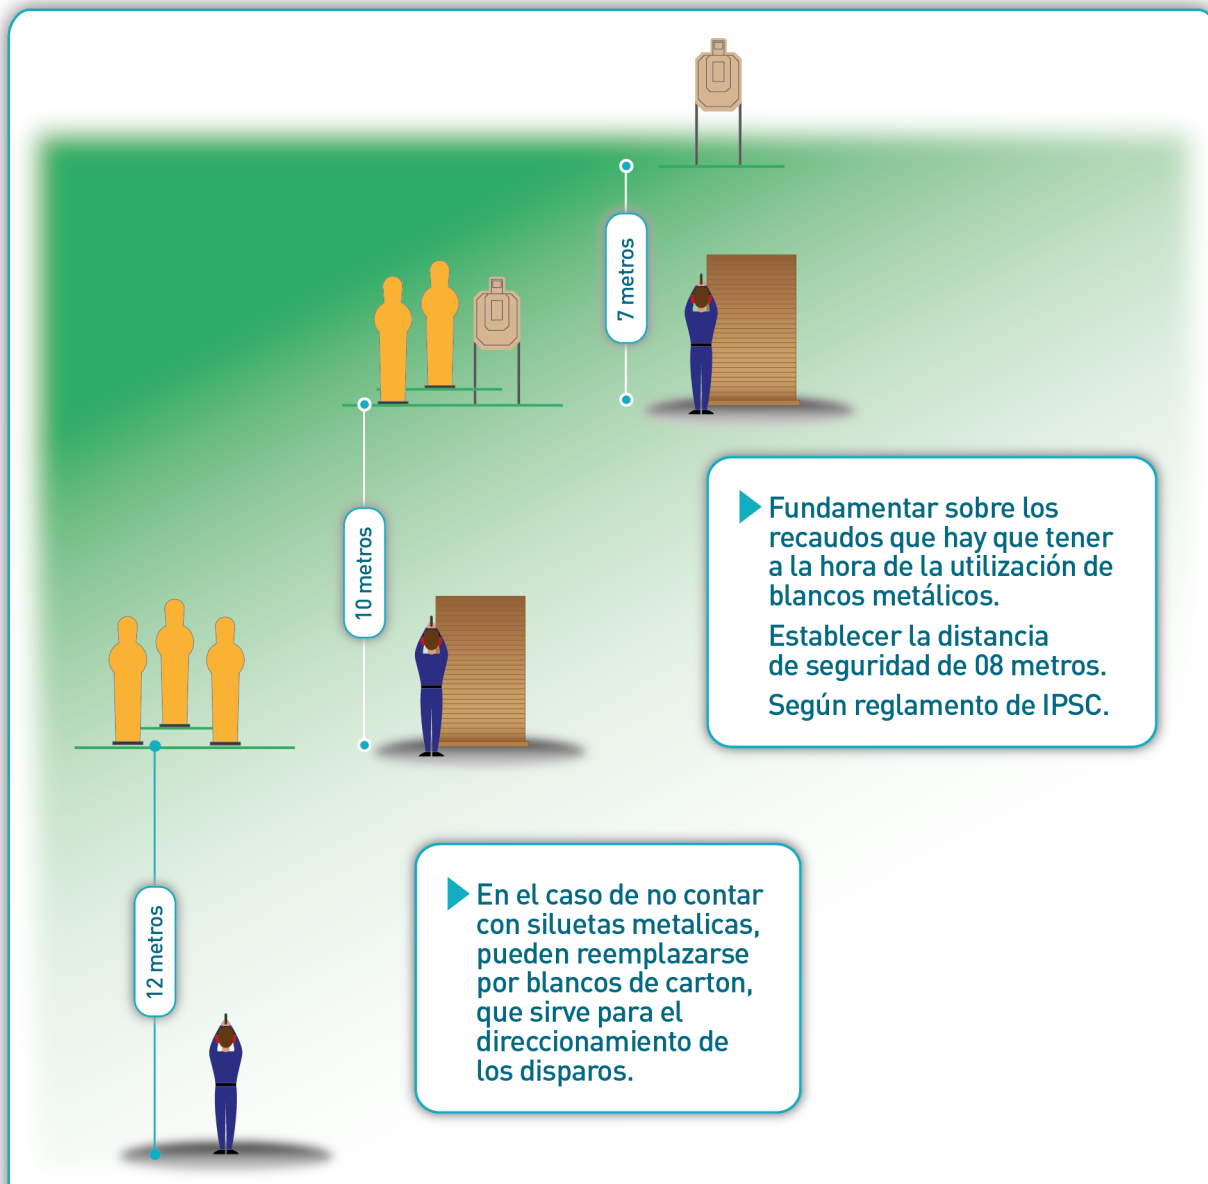 7 metros
10 metros
Fundamentar sobre los
recaudos que hay que tener
a la hora de la utilización de
blancos metálicos.
Establecer la distancia
de seguridad de 08 metros.
Según reglamento de IPSC.
12 metros
En el caso de no contar
con siluetas metalicas,
pueden reemplazarse
por blancos de carton,
que sirve para el
direccionamiento de
los disparos.